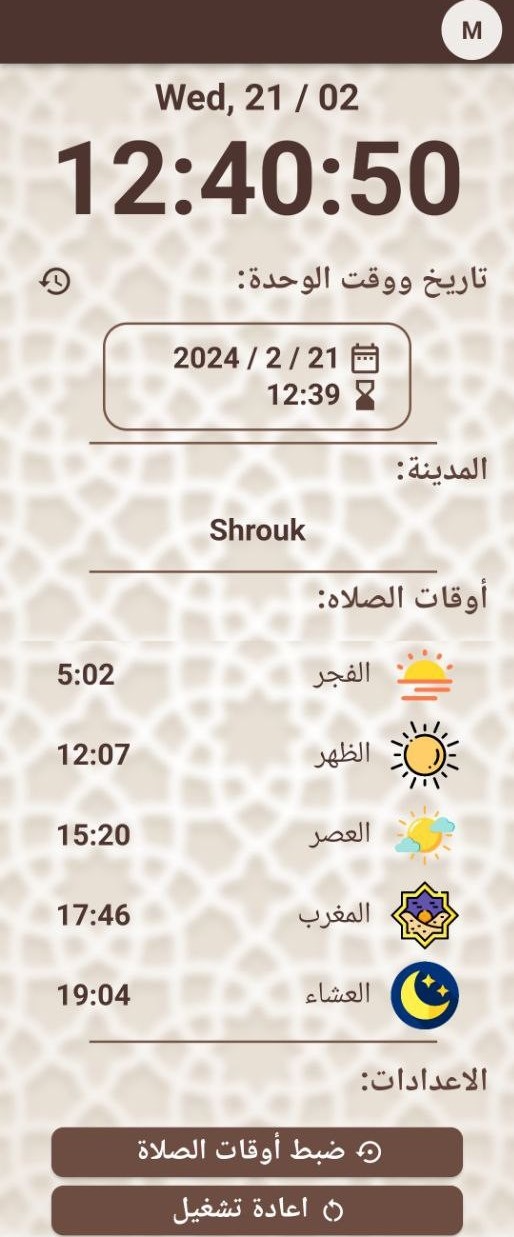 M
Wed, 21 / 02
12:40:50
تاريخ ووقت الوحدة:
2024 / 2 / 21
12:39
المدينة:
Shrouk
أوقات الصلاه:
الفجر 5:02
الظهر 12:07
العصر 15:20
المغرب 17:46
العشاء 19:04
الاعدادات:
ضبط أوقات الصلاة
اعادة تشغيل